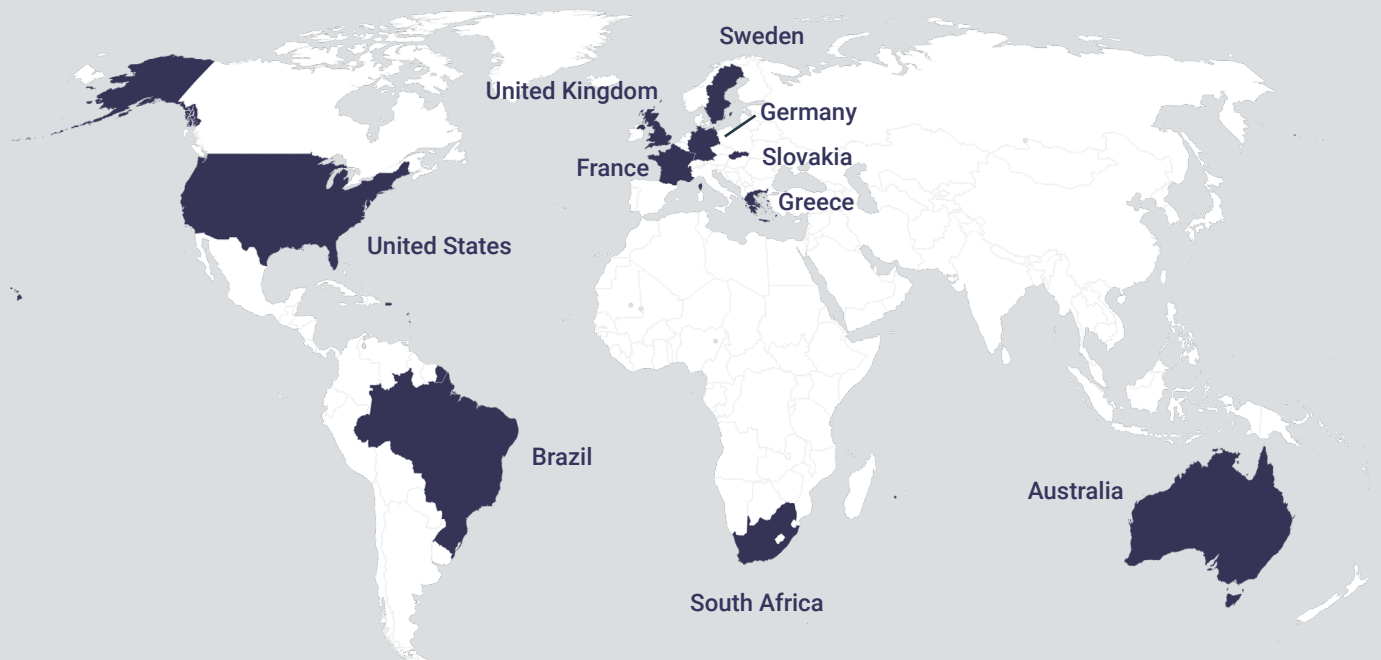 Sweden
United Kingdom
Germany
France
Slovakia
Greece
United States
Brazil
Australia
South Africa